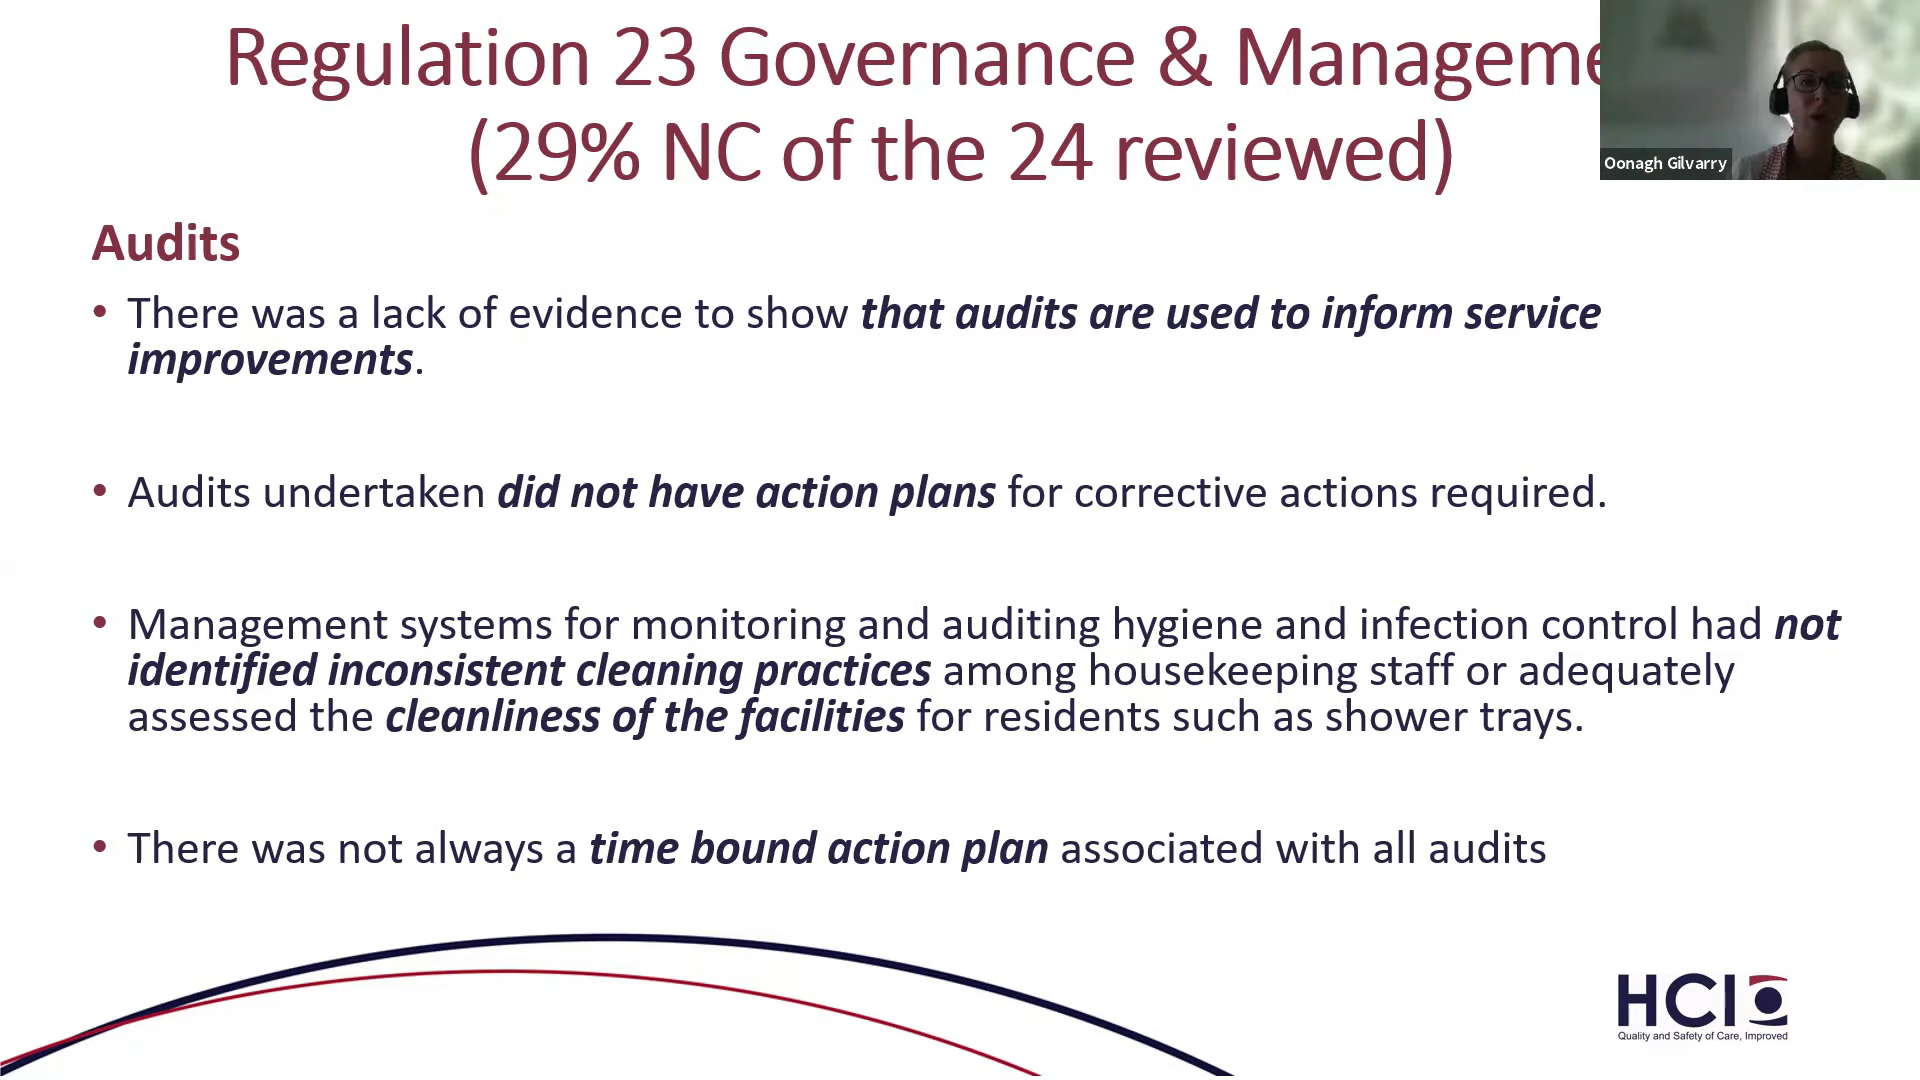 Regulation 23 Governance & Manageme
(29% NC of the 24 reviewed)
Oonagh Gilvarry
Audits
• There was a lack of evidence to show that audits are used to inform service
improvements.
• Audits undertaken did not have action plans for corrective actions required.
• Management systems for monitoring and auditing hygiene and infection control had not
identified inconsistent cleaning practices among housekeeping staff or adequately
assessed the cleanliness of the facilities for residents such as shower trays.
• There was not always a time bound action plan associated with all audits
HCI
Quality and Safety of Care, Improved